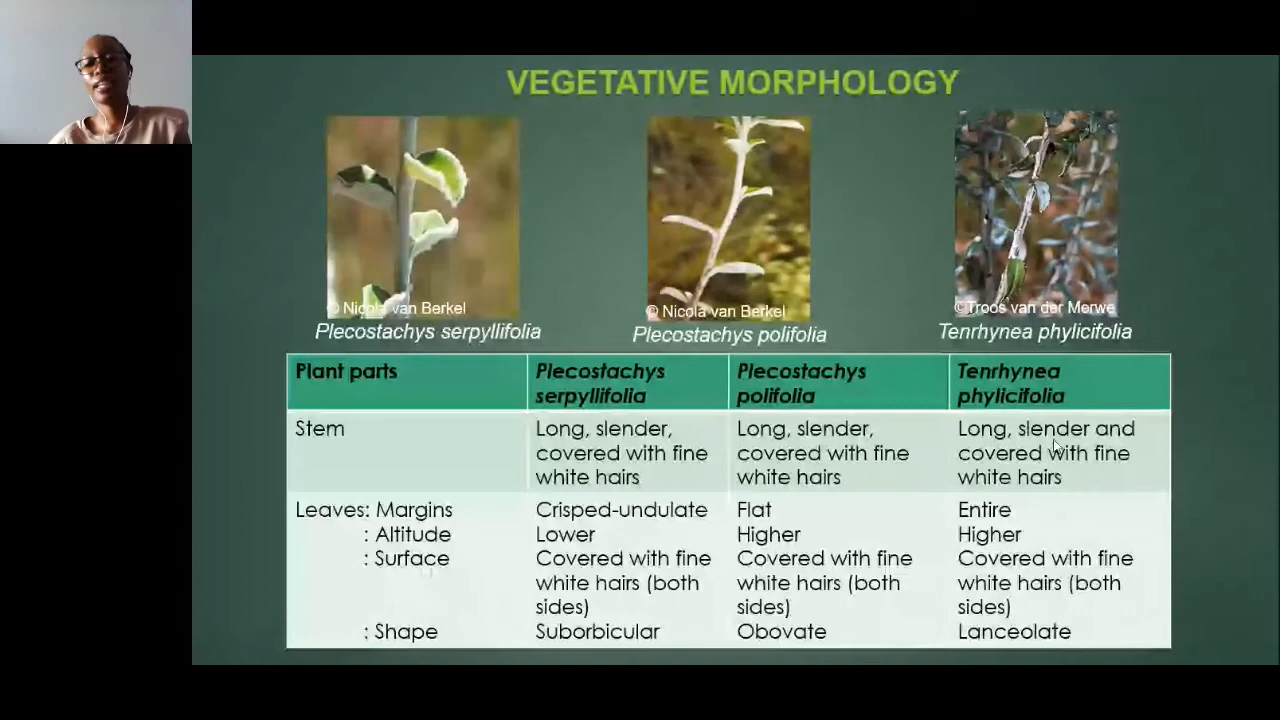 VEGETATIVE MORPHOLOGY
© Nicola van Berkel
© Nicola van Berkel
©Troos van der Merwe
Plecostachys serpyllifolia
Plecostachys polifolia
Tenrhynea phylicifolia
Plant parts
Plecostachys
serpyllifolia
Plecostachys
polifolia
Tenrhynea
phylicifolia
Stem
Long, slender,
covered with fine
white hairs
Long, slender,
covered with fine
white hairs
Long, slender and
covered with fine
white hairs
Leaves: Margins
Crisped-undulate
Flat
Entire
: Altitude
Lower
Higher
Higher
: Surface
Covered with fine
white hairs (both
sides)
Covered with fine
white hairs (both
sides)
Covered with fine
white hairs (both
sides)
: Shape
Suborbicular
Obovate
Lanceolate